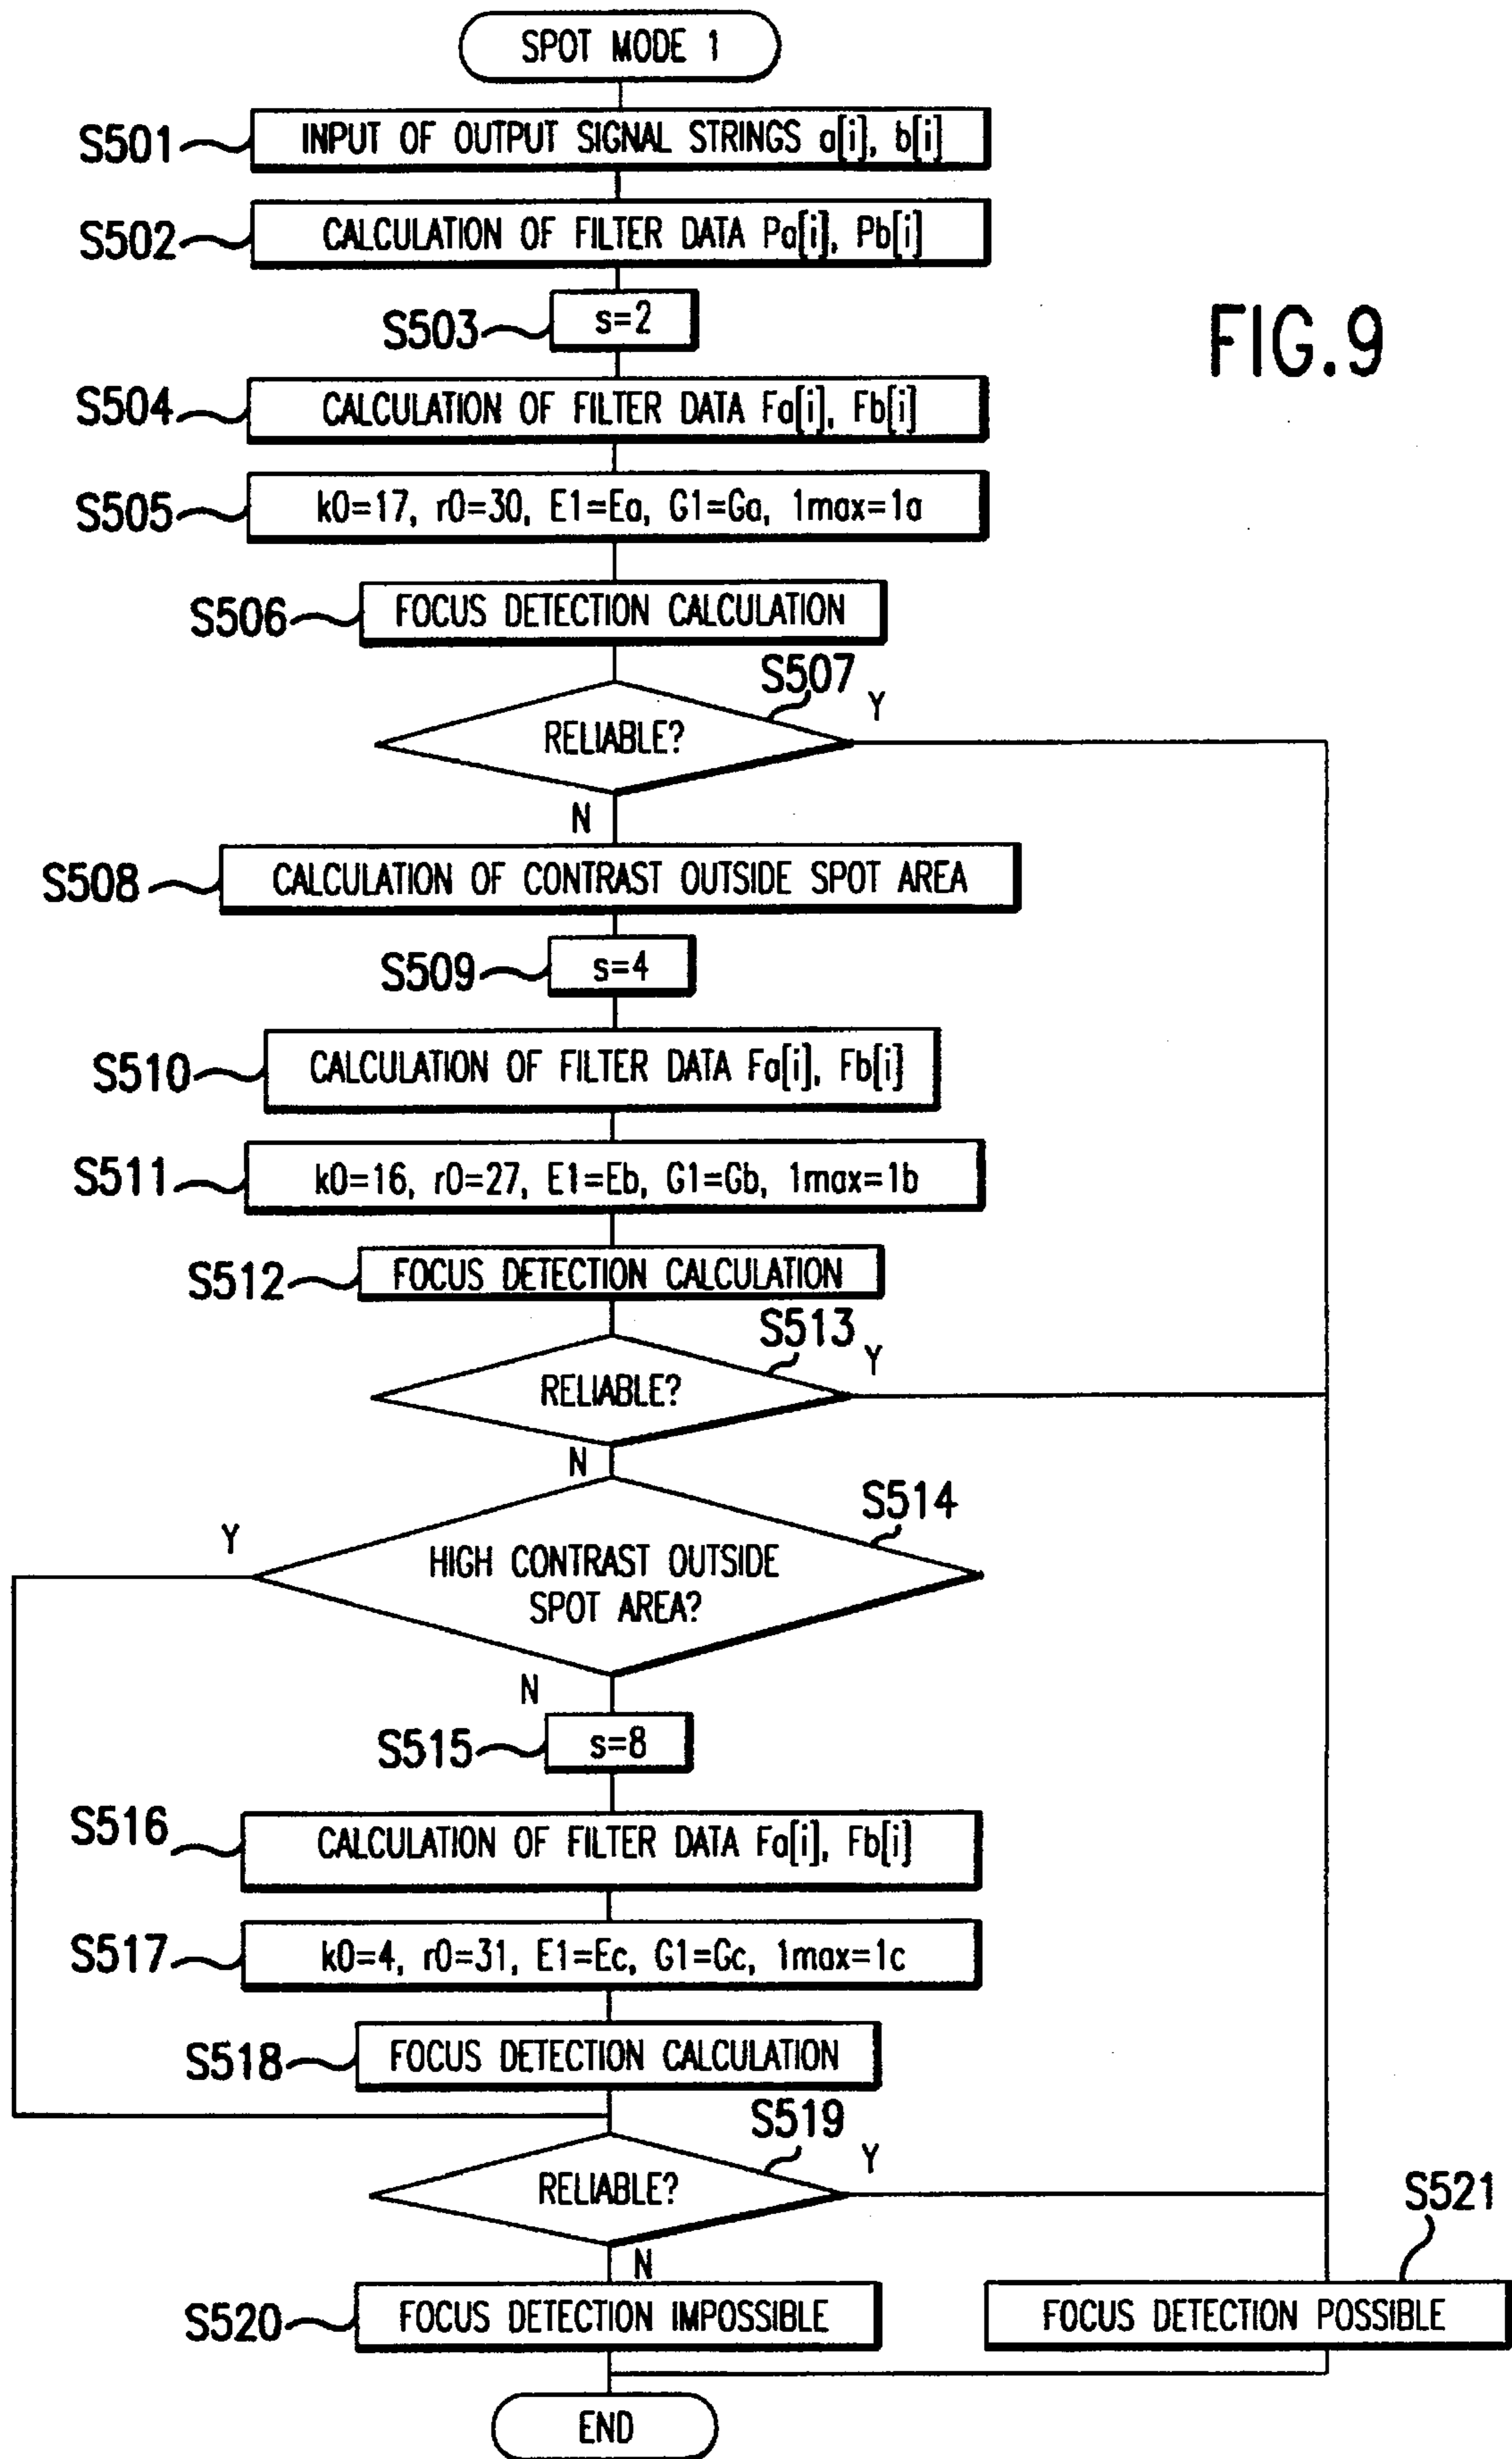 SPOT MODE 1
S501 INPUT OF OUTPUT SIGNAL STRINGS a[i], b[i]
S502 CALCULATION OF FILTER DATA Pa[i], Pb[i]
S503 s=2
FIG.9
S504 CALCULATION OF FILTER DATA Fa[i], Fb[i]
S505 k0=17, r0=30, E1=Ea, G1=Ga, 1max=1a
S506 FOCUS DETECTION CALCULATION
S507
Y
RELIABLE?
N
S508 CALCULATION OF CONTRAST OUTSIDE SPOT AREA
S509 s=4
S510 CALCULATION OF FILTER DATA Fa[i], Fb[i]
S511 k0=16, r0=27, E1=Eb, G1=Gb, 1max=1b
S512 FOCUS DETECTION CALCULATION
S513
Y
RELIABLE?
N
S514
Y
HIGH CONTRAST OUTSIDE
SPOT AREA?
N
S515 s=8
S516 CALCULATION OF FILTER DATA Fa[i], Fb[i]
S517 k0=4, r0=31, E1=Ec, G1=Gc, 1max=1c
S518 FOCUS DETECTION CALCULATION
S519
Y
RELIABLE?
S521
N
S520 FOCUS DETECTION IMPOSSIBLE
FOCUS DETECTION POSSIBLE
END